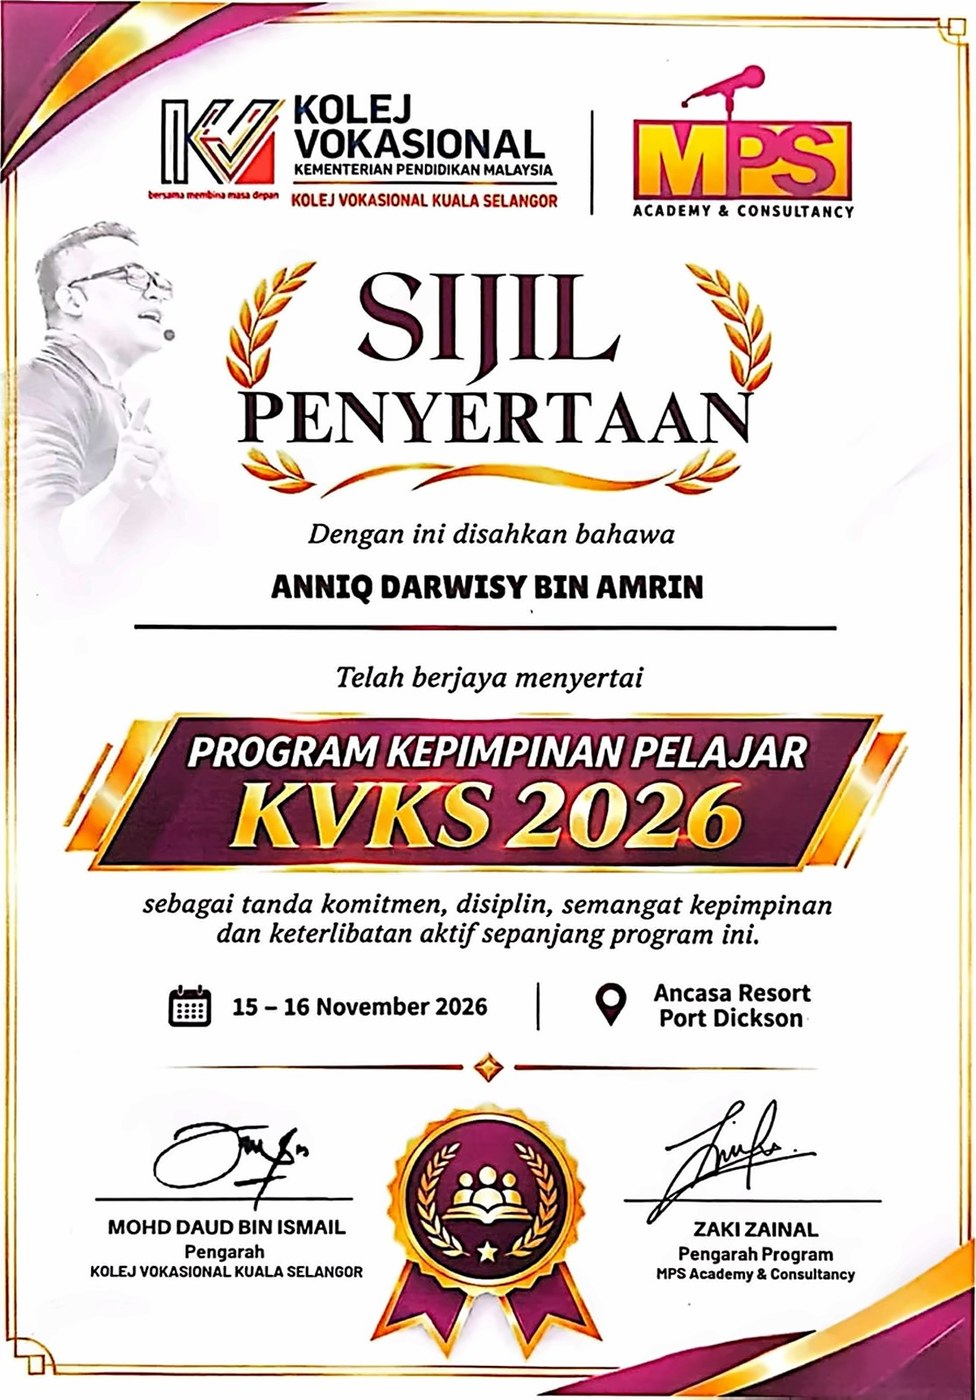 KOLEJ
VOKASIONAL
KEMENTERIAN PENDIDIKAN MALAYSIA
bersama membina masa depan
KOLEJ VOKASIONAL KUALA SELANGOR
MPS
ACADEMY & CONSULTANCY
SIJIL
PENYERTAAN
Dengan ini disahkan bahawa
ANNIQ DARWISY BIN AMRIN
Telah berjaya menyertai
PROGRAM KEPIMPINAN PELAJAR
KVKS 2026
sebagai tanda komitmen, disiplin, semangat kepimpinan
dan keterlibatan aktif sepanjang program ini.
15 – 16 November 2026
Ancasa Resort
Port Dickson
MOHD DAUD BIN ISMAIL
Pengarah
KOLEJ VOKASIONAL KUALA SELANGOR
ZAKI ZAINAL
Pengarah Program
MPS Academy & Consultancy